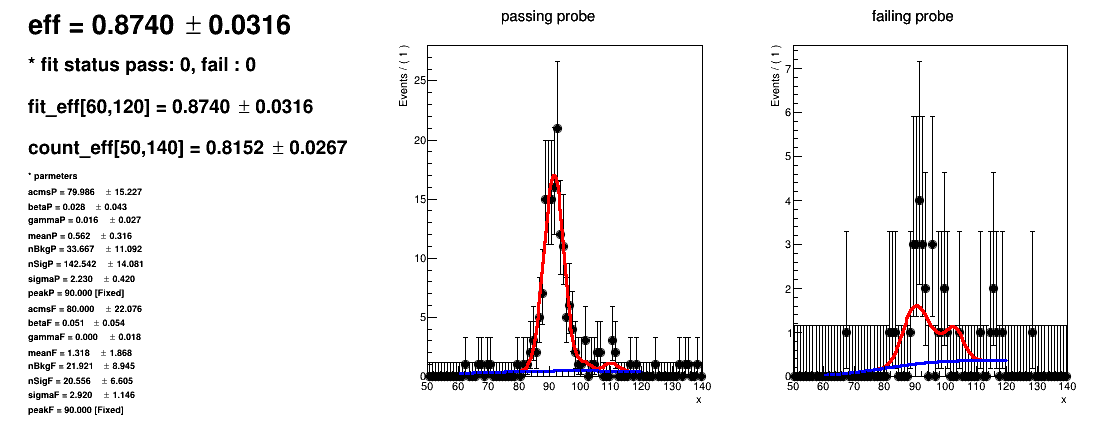 eff = 0.8740 ± 0.0316
* fit status pass: 0, fail : 0
fit_eff[60,120] = 0.8740 ± 0.0316
count_eff[50,140] = 0.8152 ± 0.0267
* parmeters
acmsP = 79.986 ± 15.227
betaP = 0.028 ± 0.043
gammaP = 0.016 ± 0.027
meanP = 0.562 ± 0.316
nBkgP = 33.667 ± 11.092
nSigP = 142.542 ± 14.081
sigmaP = 2.230 ± 0.420
peakP = 90.000 [Fixed]
acmsF = 80.000 ± 22.076
betaF = 0.051 ± 0.054
gammaF = 0.000 ± 0.018
meanF = 1.318 ± 1.868
nBkgF = 21.921 ± 8.945
nSigF = 20.556 ± 6.605
sigmaF = 2.920 ± 1.146
peakF = 90.000 [Fixed]
passing probe
Events / ( 1 )
25
20
15
10
5
0
50 60 70 80 90 100 110 120 130 140
x
failing probe
Events / ( 1 )
7
6
5
4
3
2
1
0
50 60 70 80 90 100 110 120 130 140
x